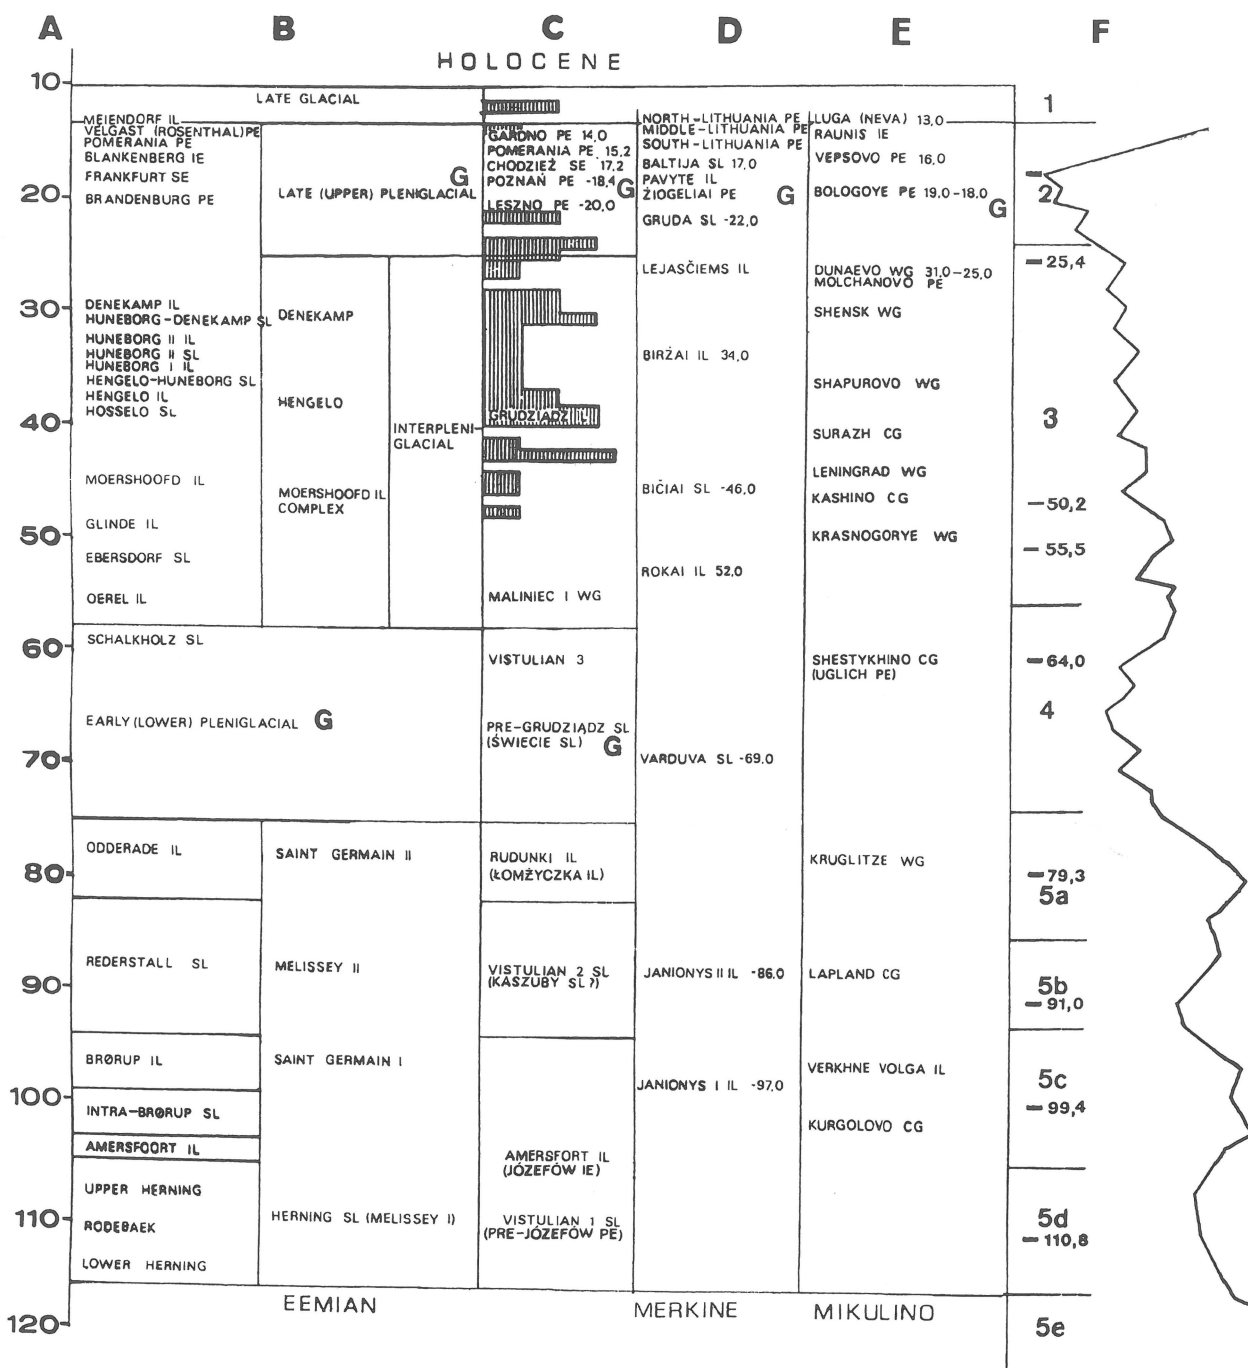 A B C D E F
HOLOCENE
10
20
30
40
50
60
70
80
90
100
110
120
LATE GLACIAL
MEIENDORF IL
VELGAST (ROSENTHAL) PE
POMERANIA PE
BLANKENBERG IE
FRANKFURT SE
BRANDENBURG PE
DENEKAMP IL
HUNEBORG-DENEKAMP SL
HUNEBORG II IL
HUNEBORG II SL
HUNEBORG I IL
HENGELO-HUNEBORG SL
HENGELO IL
HOSSELO SL
MOERSHOOFD IL
GLINDE IL
EBERSDORF SL
OEREL IL
SCHALKHOLZ SL
EARLY (LOWER) PLENIGLACIAL G
ODDERADE IL
REDERSTALL SL
BRØRUP IL
INTRA-BRØRUP SL
AMERSFOORT IL
UPPER HERNING
RODEBAEK
LOWER HERNING
G
LATE (UPPER) PLENIGLACIAL
DENEKAMP
HENGELO
MOERSHOOFD IL
COMPLEX
INTERPLENI-
GLACIAL
SAINT GERMAIN II
MELISSEY II
SAINT GERMAIN I
HERNING SL (MELISSEY I)
EEMIAN
GARDNO PE 14,0
POMERANIA PE 15,2
CHODZIEŻ SE 17,2
POZNAŃ PE -18,4 G
LESZNO PE -20,0
GRUDZIĄDZ IL
MALINIEC I WG
VISTULIAN 3
PRE-GRUDZIĄDZ SL
(ŚWIECIE SL) G
RUDUNKI IL
(ŁOMŻYCZKA IL)
VISTULIAN 2 SL
(KASZUBY SL?)
AMERSFORT IL
(JÓZEFÓW IE)
VISTULIAN 1 SL
(PRE-JÓZEFÓW PE)
NORTH-LITHUANIA PE
MIDDLE-LITHUANIA PE
SOUTH-LITHUANIA PE
BALTIJA SL 17,0
PAVYTE IL
ŽIOGELIAI PE G
GRUDA SL -22,0
LEJASČIEMS IL
BIRŽAI IL 34,0
BIČIAI SL -46,0
ROKAI IL 52,0
VARDUVA SL -69.0
JANIONYS II IL -86.0
JANIONYS I IL -97,0
MERKINE
LUGA (NEVA) 13,0
RAUNIS IE
VEPSOVO PE 16,0
BOLOGOYE PE 19.0-18.0
G
DUNAEVO WG 31,0-25,0
MOLCHANOVO PE
SHENSK WG
SHAPUROVO WG
SURAZH CG
LENINGRAD WG
KASHINO CG
KRASNOGORYE WG
SHESTYKHINO CG
(UGLICH PE)
KRUGLITZE WG
LAPLAND CG
VERKHNE VOLGA IL
KURGOLOVO CG
MIKULINO
1
2
25,4
3
50,2
55,5
64,0
4
79,3
5a
5b
91,0
5c
99,4
5d
110,8
5e